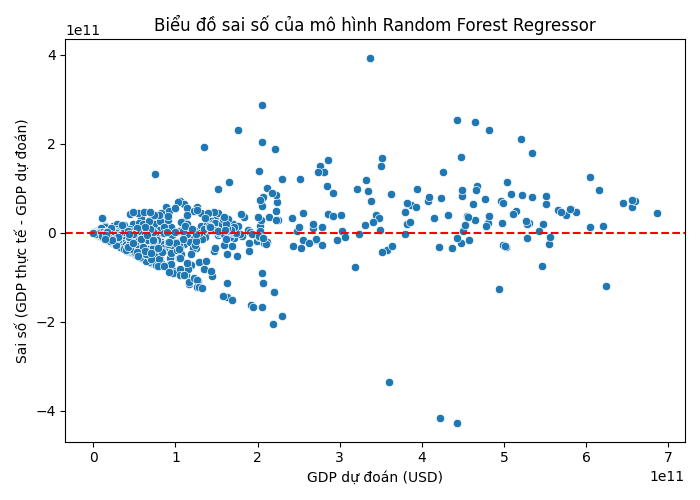 Biểu đồ sai số của mô hình Random Forest Regressor
1e11
4
2
0
−2
−4
Sai số (GDP thực tế - GDP dự đoán)
0
1
2
3
4
5
6
7
GDP dự đoán (USD)
1e11